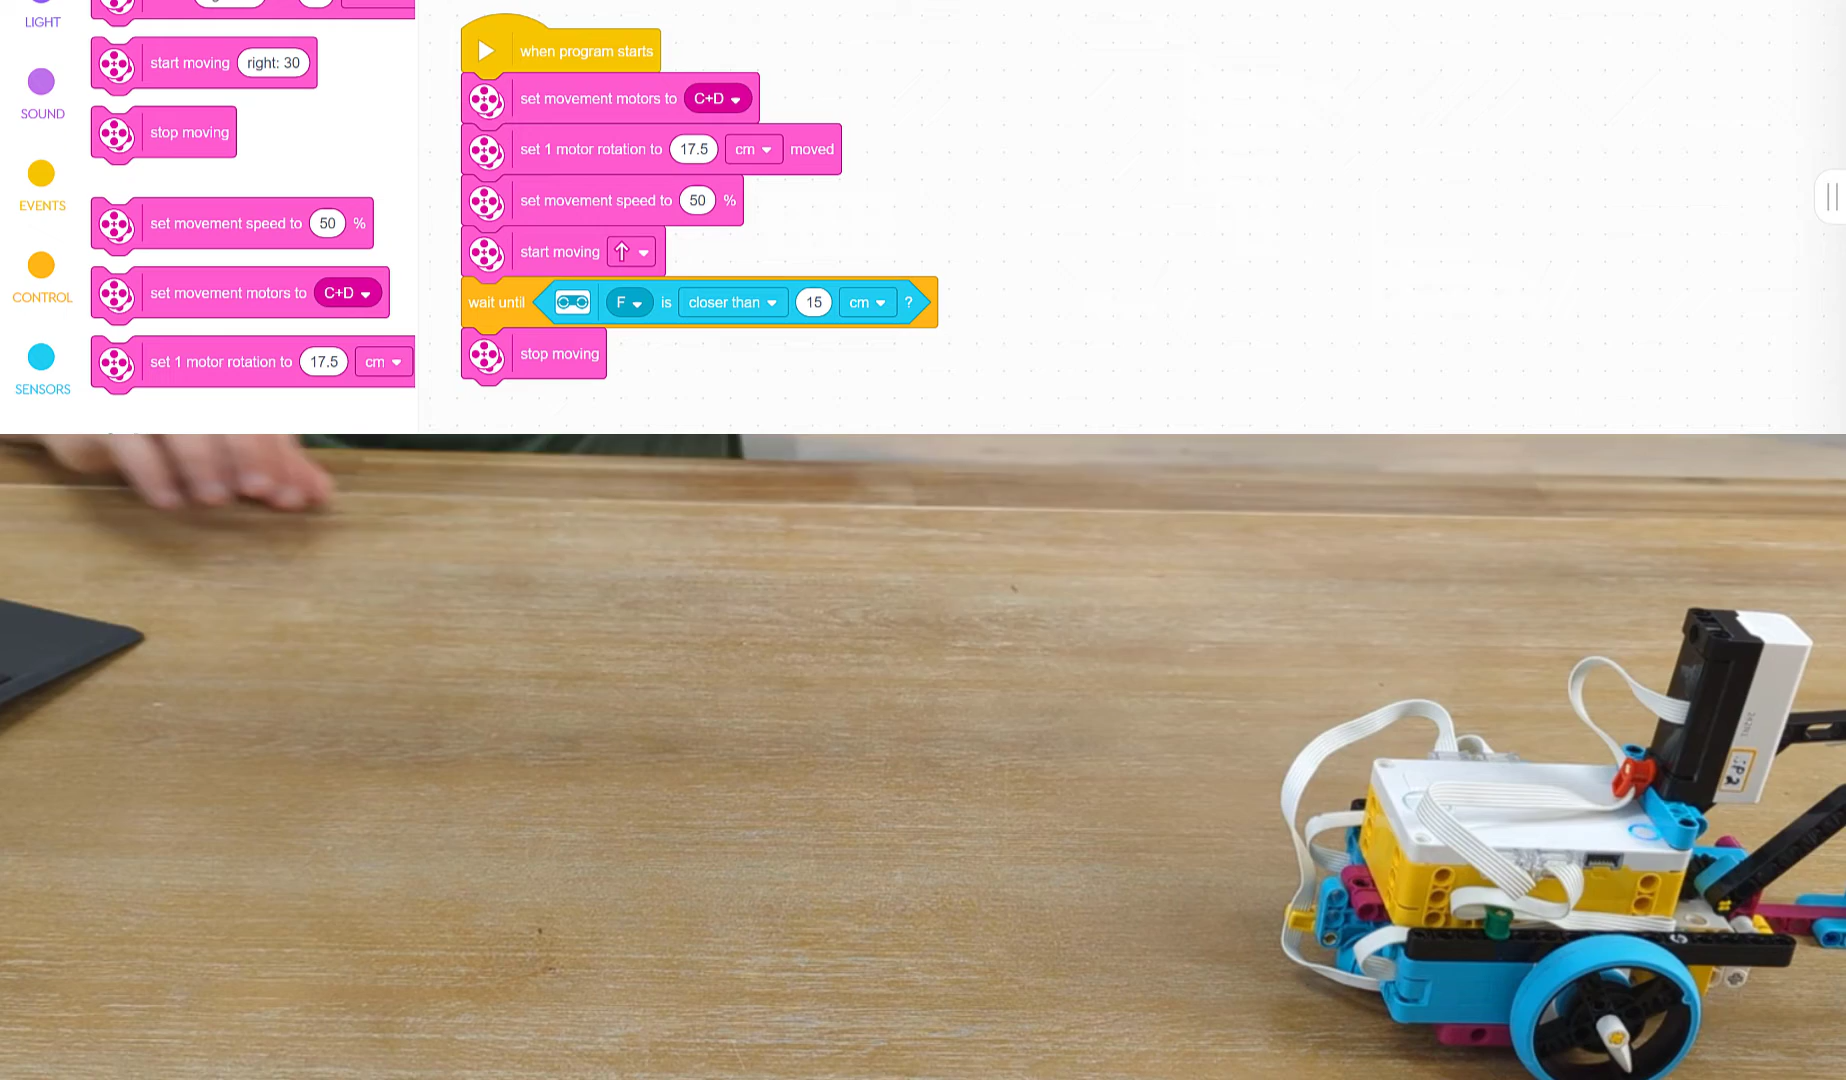 LIGHT
SOUND
EVENTS
CONTROL
SENSORS
start moving right: 30
stop moving
set movement speed to 50 %
set movement motors to C+D
set 1 motor rotation to 17.5 cm
when program starts
set movement motors to C+D
set 1 motor rotation to 17.5 cm moved
set movement speed to 50 %
start moving
wait until F is closer than 15 cm ?
stop moving